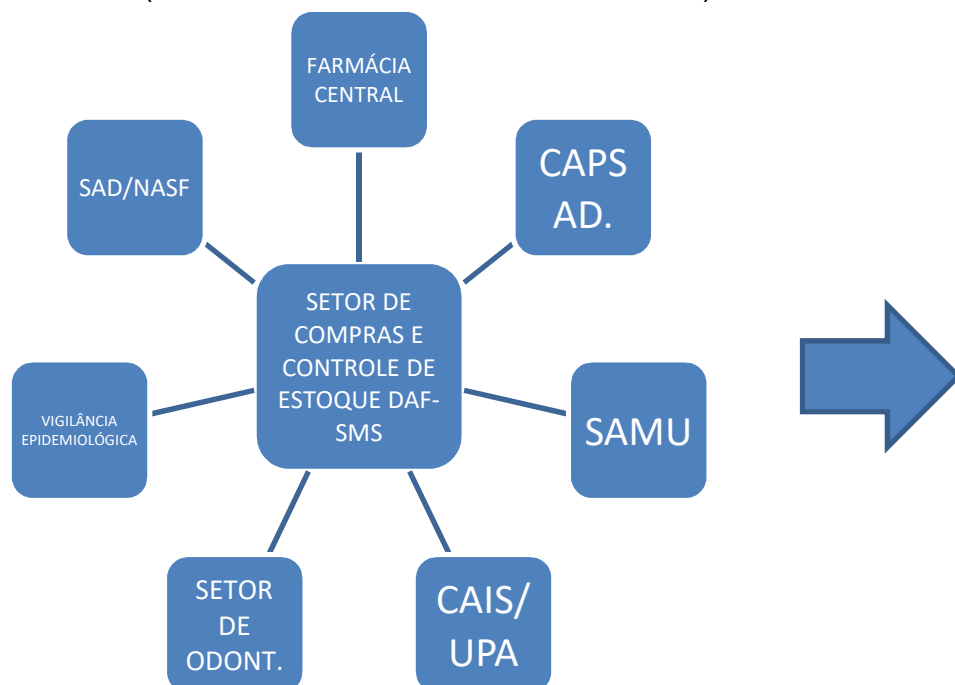 FARMÁCIA
CENTRAL
SAD/NASF
CAPS
AD.
SETOR DE
COMPRAS E
CONTROLE DE
ESTOQUE DAF-
SMS
VIGILÂNCIA
EPIDEMIOLÓGICA
SAMU
SETOR
DE
ODONT.
CAIS/
UPA